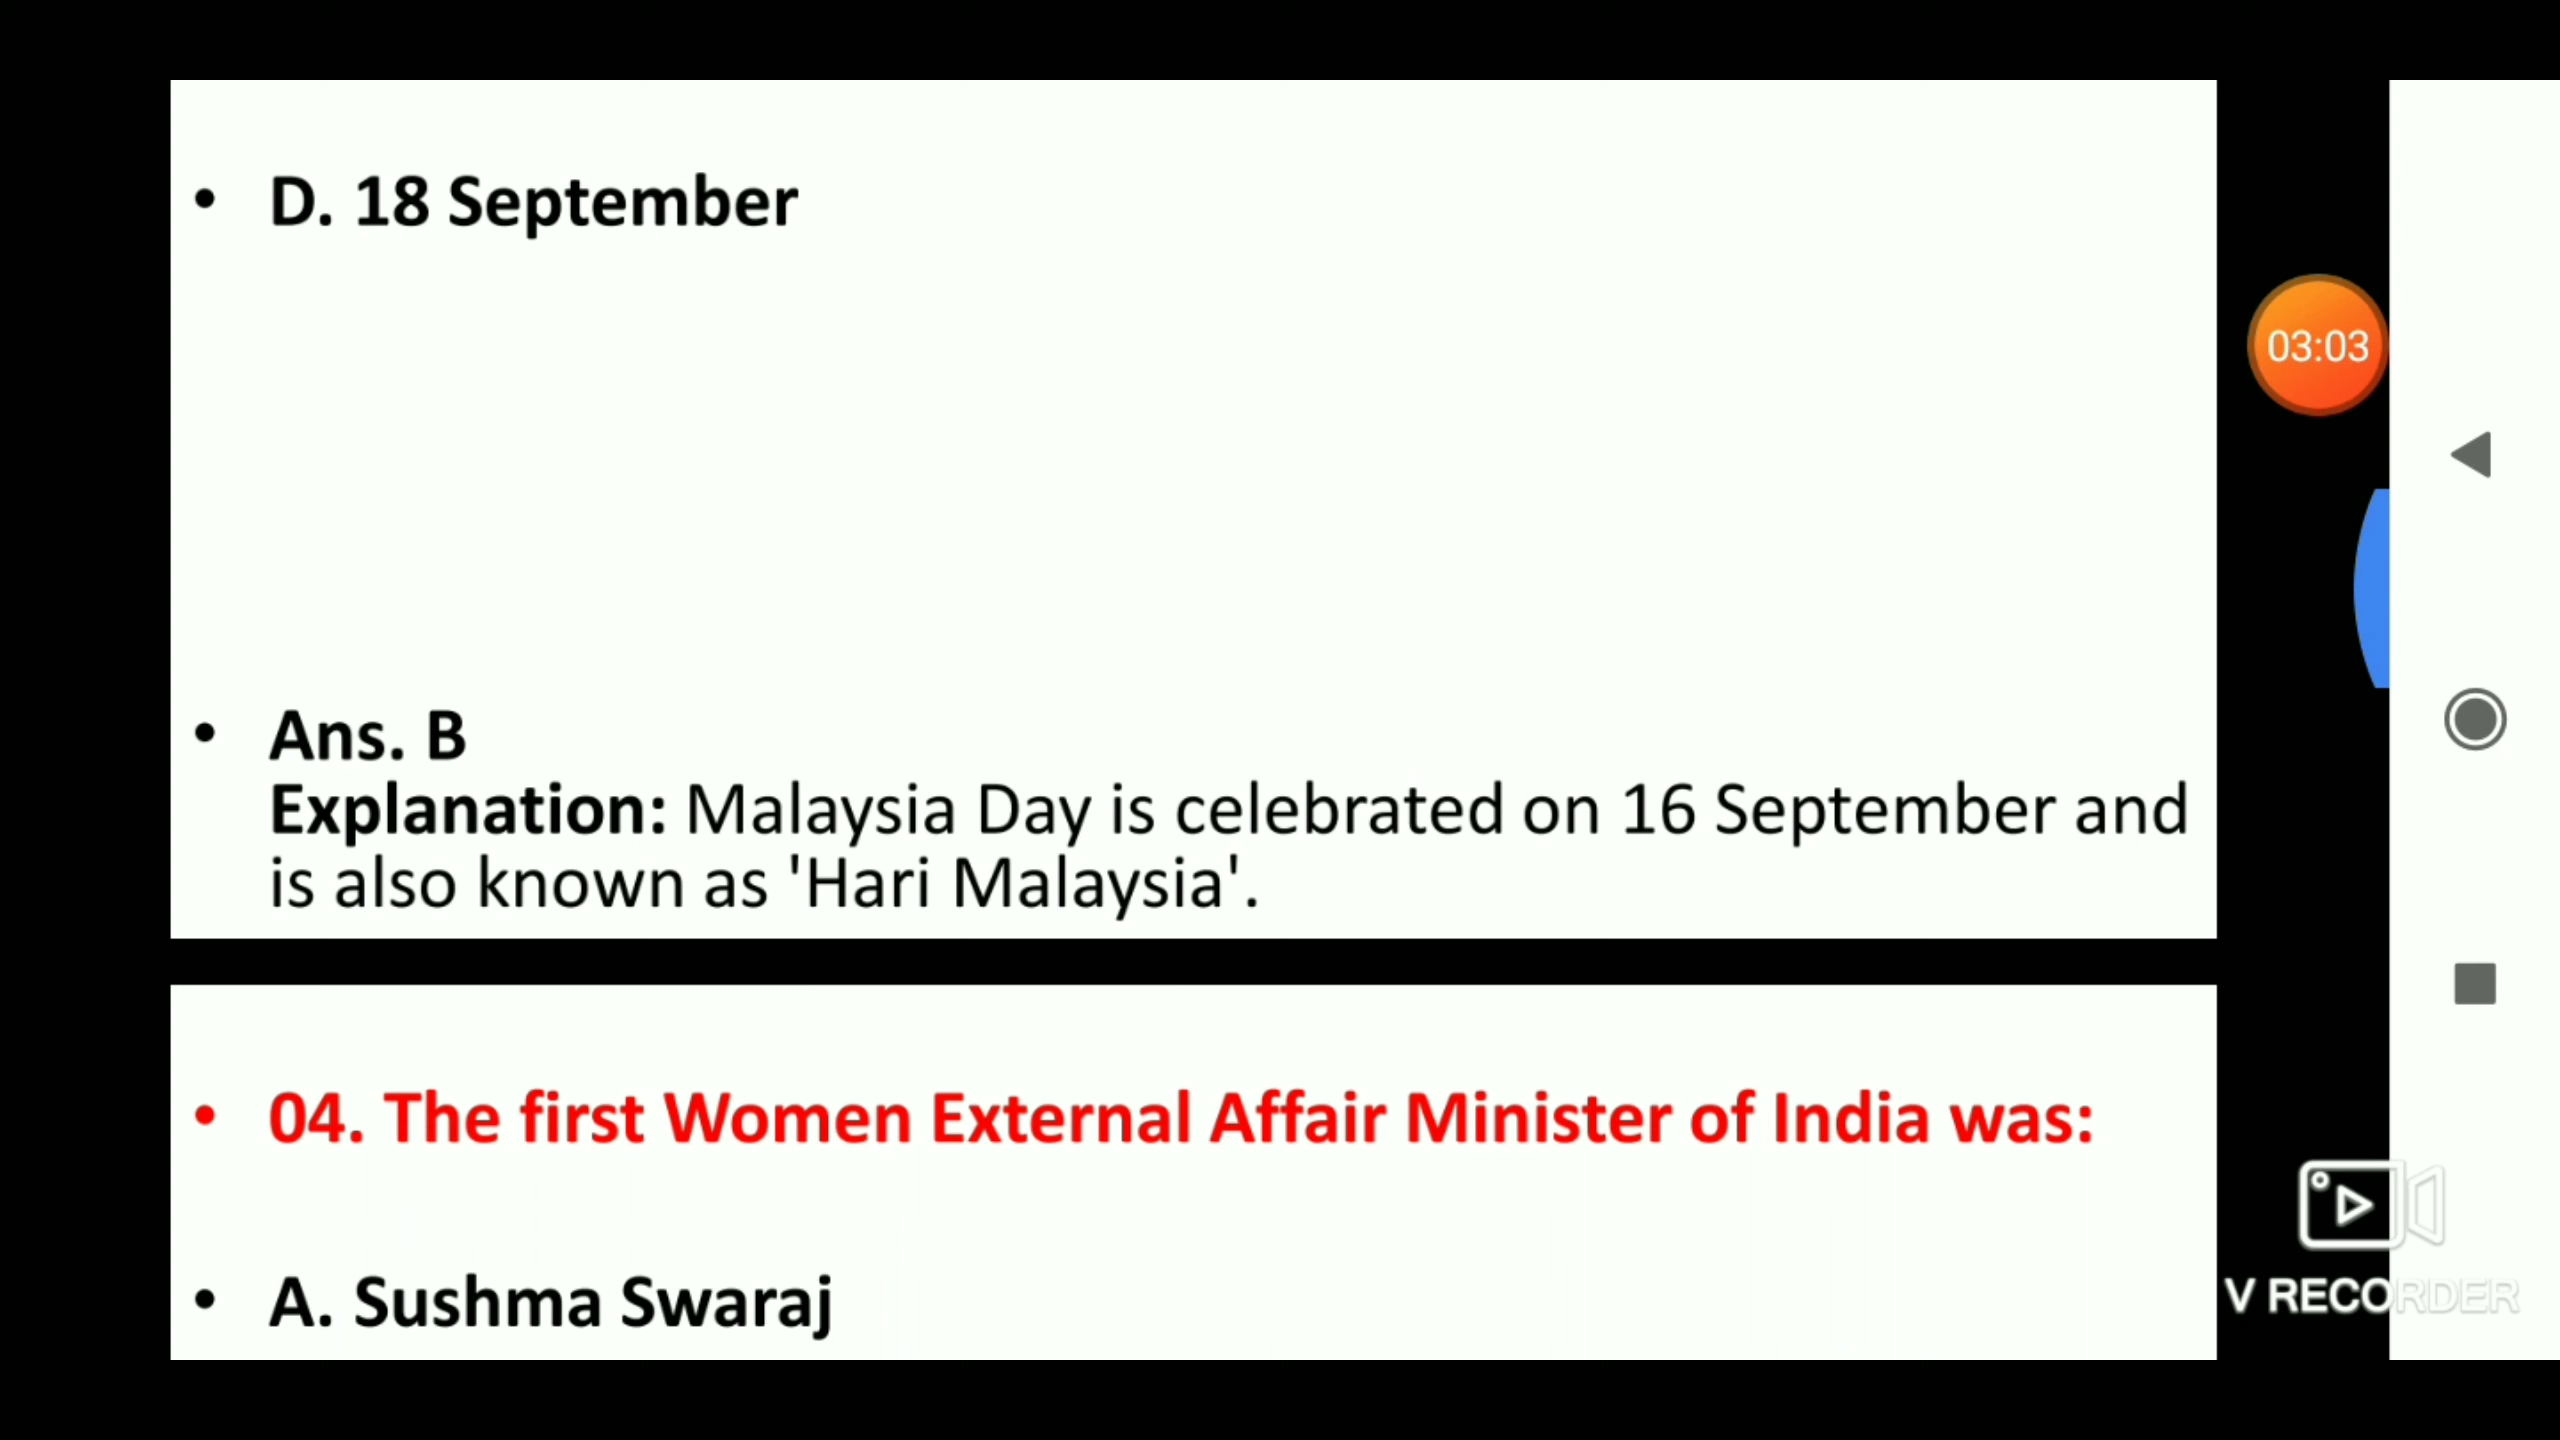 • D. 18 September
03:03
• Ans. B
Explanation: Malaysia Day is celebrated on 16 September and
is also known as 'Hari Malaysia'.
• 04. The first Women External Affair Minister of India was:
• A. Sushma Swaraj
V RECORDER